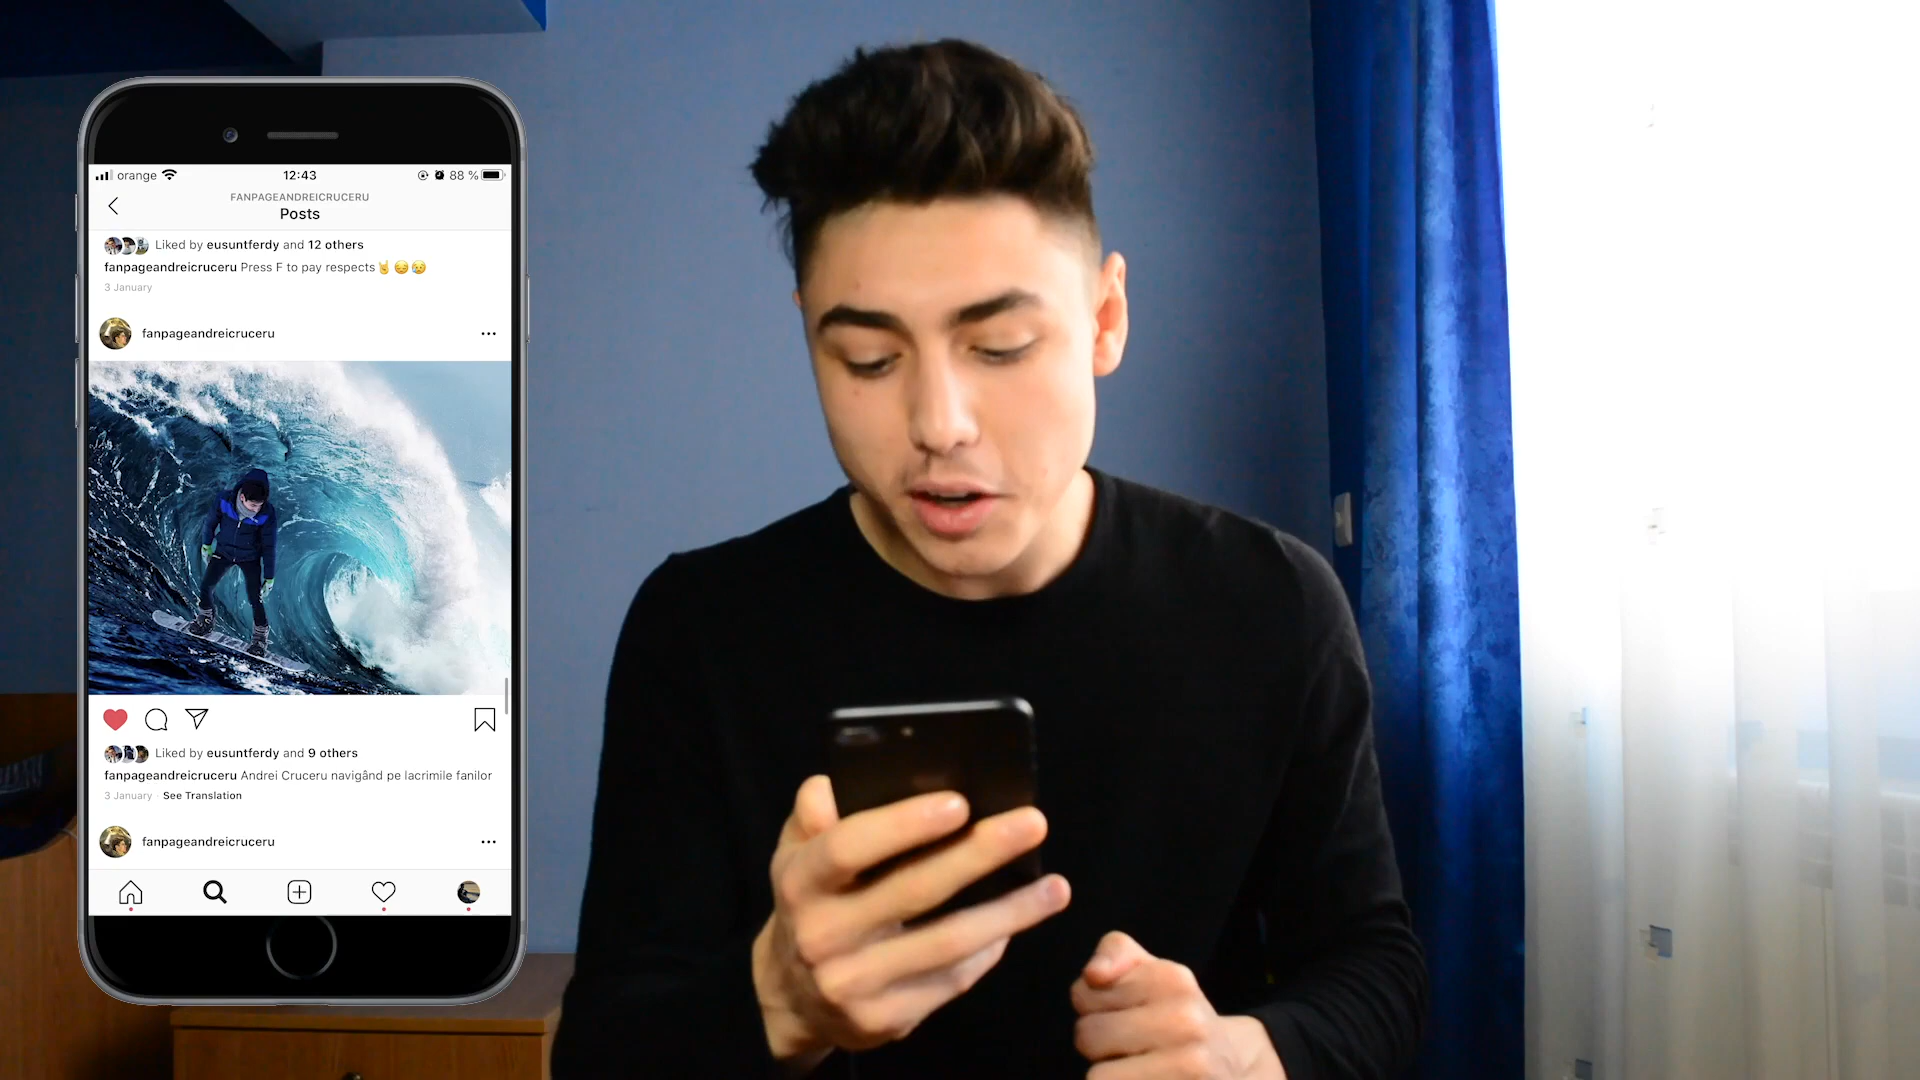 orange 12:43 88 %
FANPAGEANDREICRUCERU
Posts
Liked by eusuntferdy and 12 others
fanpageandreicruceru Press F to pay respects🤘😔😢
3 January
fanpageandreicruceru
Liked by eusuntferdy and 9 others
fanpageandreicruceru Andrei Cruceru navigând pe lacrimile fanilor
3 January · See Translation
fanpageandreicruceru